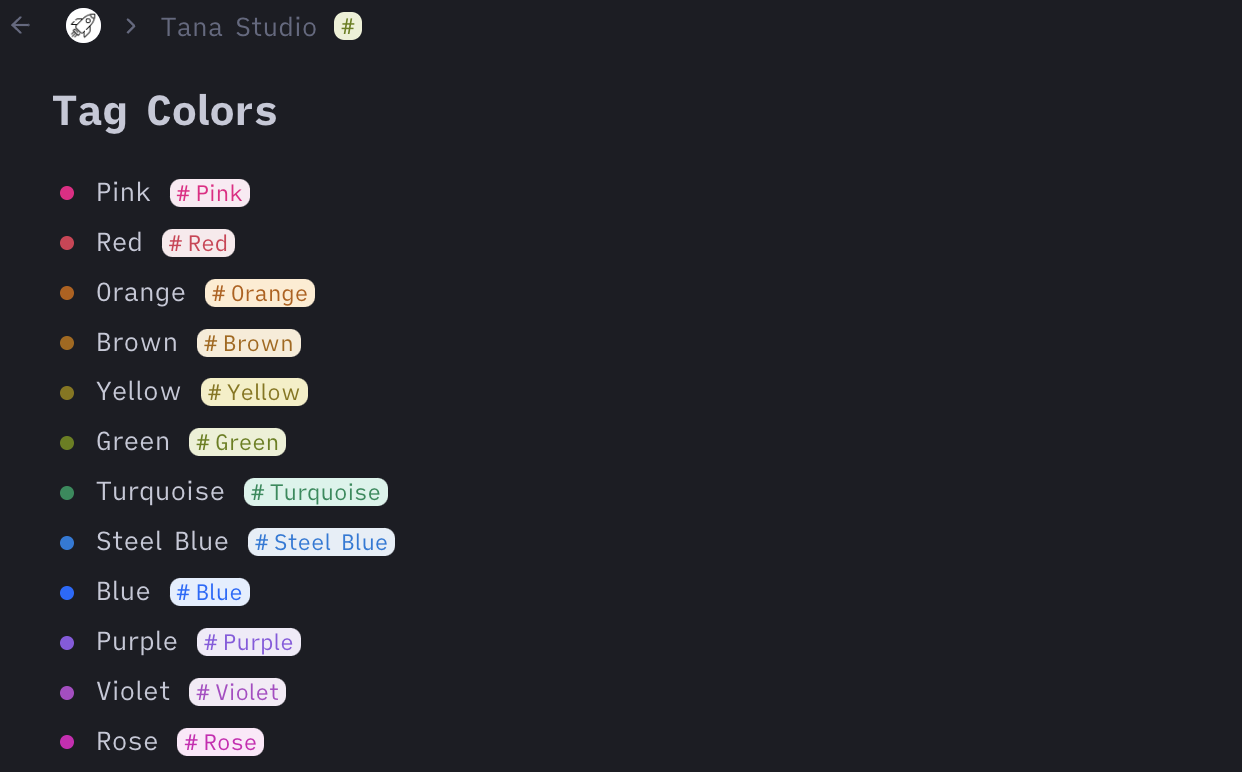 Tana Studio #
Tag Colors
Pink # Pink
Red # Red
Orange # Orange
Brown # Brown
Yellow # Yellow
Green # Green
Turquoise # Turquoise
Steel Blue # Steel Blue
Blue # Blue
Purple # Purple
Violet # Violet
Rose # Rose